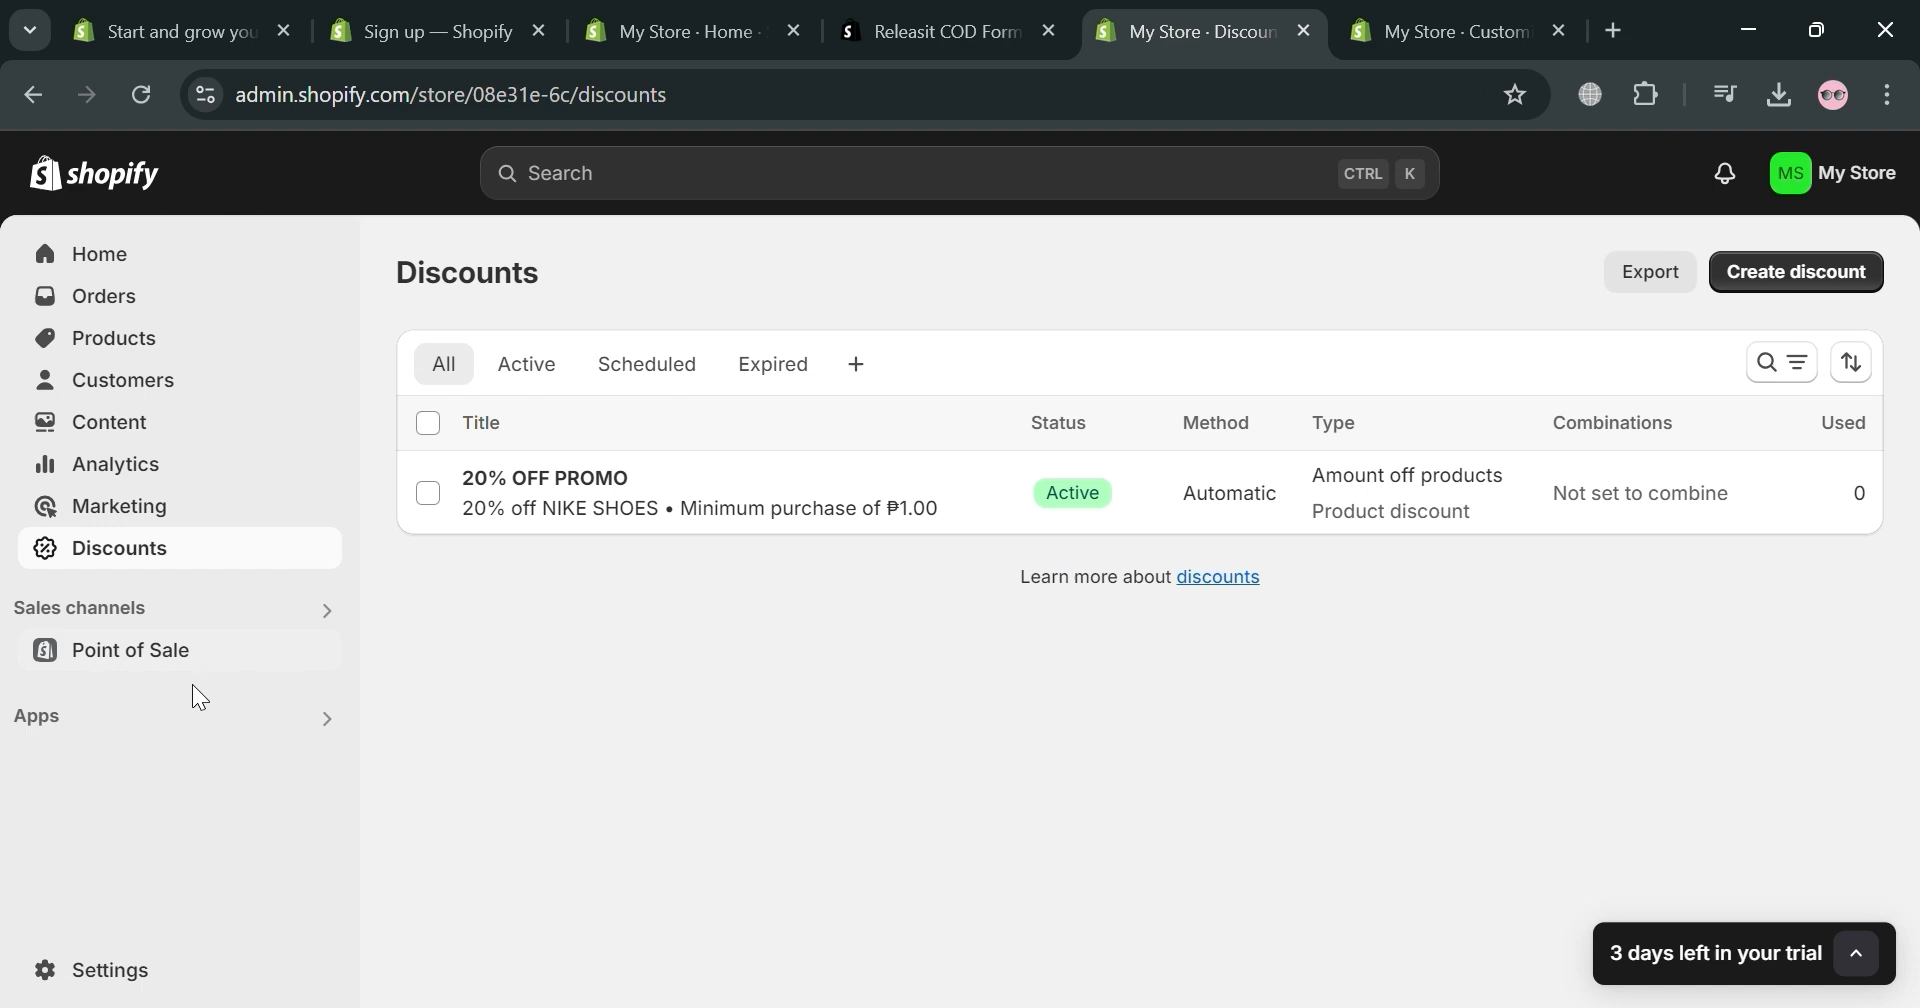 Start and grow you
Sign up — Shopify
My Store · Home ·
Releasit COD Form
My Store · Discoun
My Store · Custom
admin.shopify.com/store/08e31e-6c/discounts
shopify
Search
CTRL K
MS My Store
Home
Orders
Products
Customers
Content
Analytics
Marketing
Discounts
Sales channels
Point of Sale
Apps
Settings
Discounts
Export
Create discount
All Active Scheduled Expired +
Title Status Method Type Combinations Used
20% OFF PROMO
20% off NIKE SHOES • Minimum purchase of ₱1.00
Active
Automatic
Amount off products
Product discount
Not set to combine
0
Learn more about discounts
3 days left in your trial